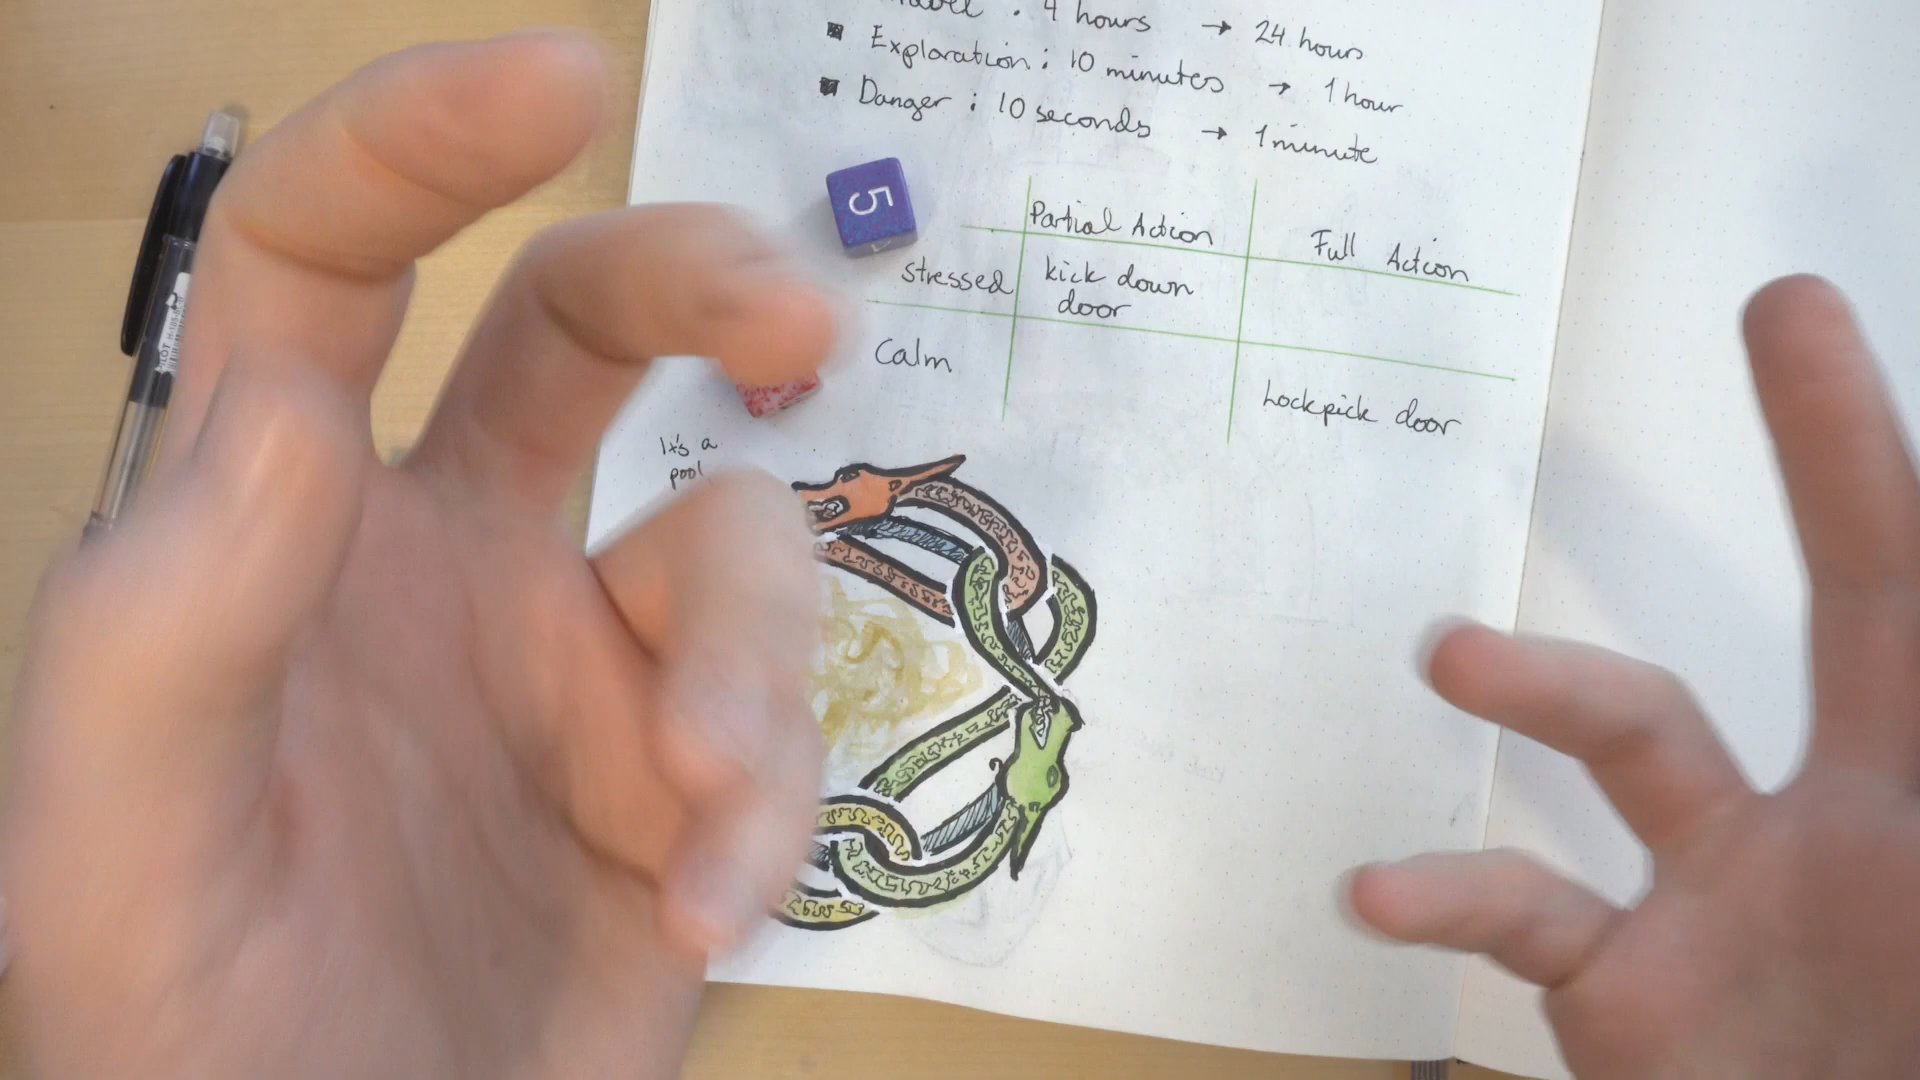 : 4 hours → 24 hours
Exploration : 10 minutes → 1 hour
Danger : 10 seconds → 1 minute
5
Partial Action Full Action
stressed kick down door
Calm
Lockpick door
It's a
pool
PILOT